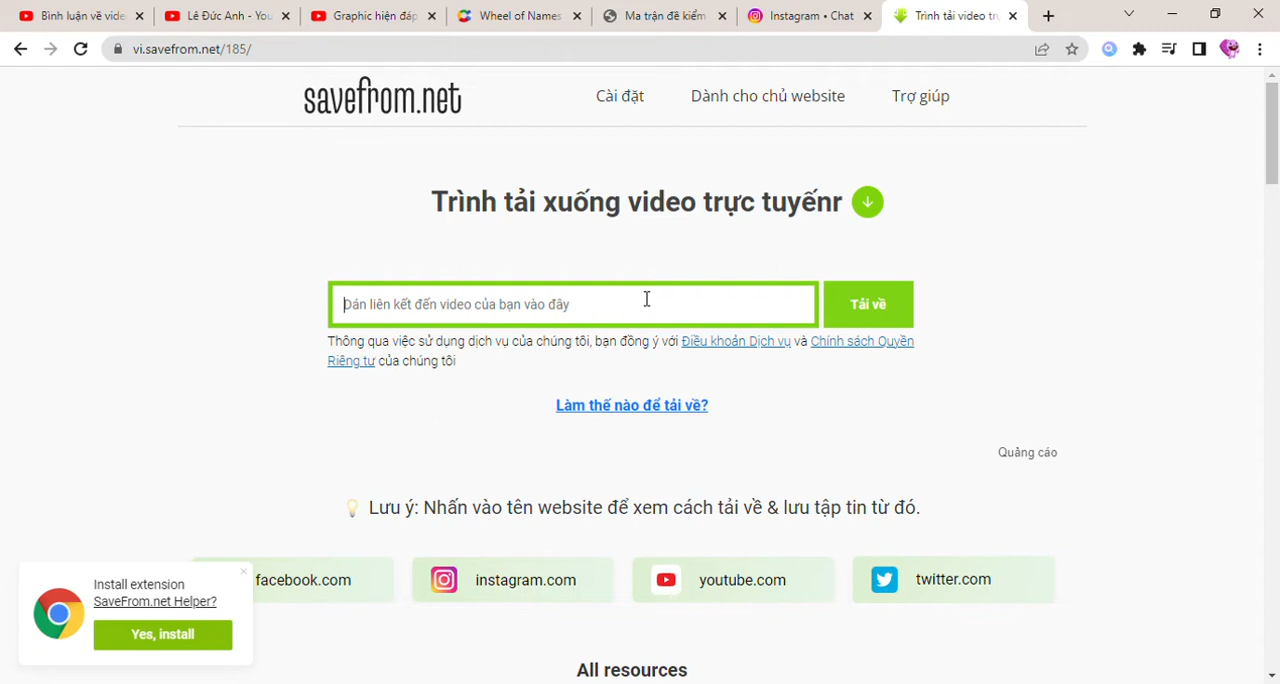 Bình luận về vide
Lê Đức Anh - You
Graphic hiện đáp
Wheel of Names
Ma trận đề kiểm
Instagram • Chat
Trình tải video trự
vi.savefrom.net/185/
savefrom.net
Cài đặt
Dành cho chủ website
Trợ giúp
Trình tải xuống video trực tuyếnr
Dán liên kết đến video của bạn vào đây
Tải về
Thông qua việc sử dụng dịch vụ của chúng tôi, bạn đồng ý với Điều khoản Dịch vụ và Chính sách Quyền
Riêng tư của chúng tôi
Làm thế nào để tải về?
Quảng cáo
Lưu ý: Nhấn vào tên website để xem cách tải về & lưu tập tin từ đó.
facebook.com
instagram.com
youtube.com
twitter.com
Install extension
SaveFrom.net Helper?
Yes, install
All resources